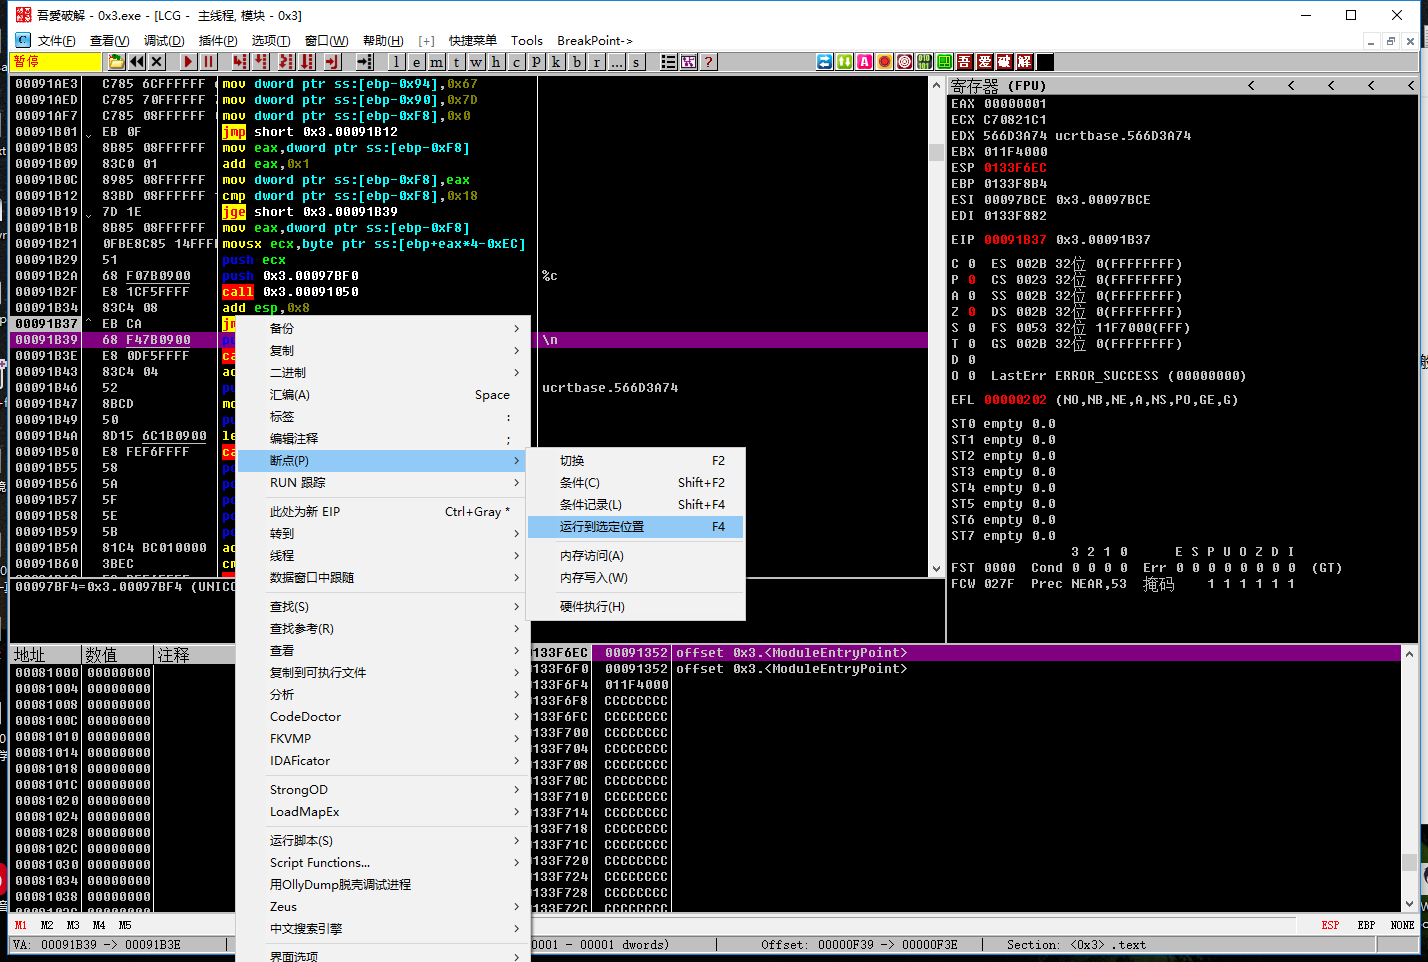 吾愛破解 - 0x3.exe - [LCG - 主线程, 模块 - 0x3]
文件(F) 查看(V) 调试(D) 插件(P) 选项(T) 窗口(W) 帮助(H) [+] 快捷菜单 Tools BreakPoint->
暂停 l e m t w h c p k b r ... s ? 吾 爱 破 解
00091AE3 C785 6CFFFFFF mov dword ptr ss:[ebp-0x94],0x67
00091AED C785 70FFFFFF mov dword ptr ss:[ebp-0x90],0x7D
00091AF7 C785 08FFFFFF mov dword ptr ss:[ebp-0xF8],0x0
00091B01 EB 0F jmp short 0x3.00091B12
00091B03 8B85 08FFFFFF mov eax,dword ptr ss:[ebp-0xF8]
00091B09 83C0 01 add eax,0x1
00091B0C 8985 08FFFFFF mov dword ptr ss:[ebp-0xF8],eax
00091B12 83BD 08FFFFFF cmp dword ptr ss:[ebp-0xF8],0x18
00091B19 7D 1E jge short 0x3.00091B39
00091B1B 8B85 08FFFFFF mov eax,dword ptr ss:[ebp-0xF8]
00091B21 0FBE8C85 14FFF movsx ecx,byte ptr ss:[ebp+eax*4-0xEC]
00091B29 51 push ecx
00091B2A 68 F07B0900 push 0x3.00097BF0 %c
00091B2F E8 1CF5FFFF call 0x3.00091050
00091B34 83C4 08 add esp,0x8
00091B37 EB CA
00091B39 68 F47B0900 \n
00091B3E E8 0DF5FFFF
00091B43 83C4 04
00091B46 52 ucrtbase.566D3A74
00091B47 8BCD
00091B49 50
00091B4A 8D15 6C1B0900
00091B50 E8 FEF6FFFF
00091B55 58
00091B56 5A
00091B57 5F
00091B58 5E
00091B59 5B
00091B5A 81C4 BC010000
00091B60 3BEC
00097BF4=0x3.00097BF4 (UNICO
寄存器 (FPU) < < < < <
EAX 00000001
ECX C70821C1
EDX 566D3A74 ucrtbase.566D3A74
EBX 011F4000
ESP 0133F6EC
EBP 0133F8B4
ESI 00097BCE 0x3.00097BCE
EDI 0133F882
EIP 00091B37 0x3.00091B37
C 0 ES 002B 32位 0(FFFFFFFF)
P 0 CS 0023 32位 0(FFFFFFFF)
A 0 SS 002B 32位 0(FFFFFFFF)
Z 0 DS 002B 32位 0(FFFFFFFF)
S 0 FS 0053 32位 11F7000(FFF)
T 0 GS 002B 32位 0(FFFFFFFF)
D 0
O 0 LastErr ERROR_SUCCESS (00000000)
EFL 00000202 (NO,NB,NE,A,NS,PO,GE,G)
ST0 empty 0.0
ST1 empty 0.0
ST2 empty 0.0
ST3 empty 0.0
ST4 empty 0.0
ST5 empty 0.0
ST6 empty 0.0
ST7 empty 0.0
3 2 1 0 E S P U O Z D I
FST 0000 Cond 0 0 0 0 Err 0 0 0 0 0 0 0 0 (GT)
FCW 027F Prec NEAR,53 掩码 1 1 1 1 1 1
备份
复制
二进制
汇编(A) Space
标签 :
编辑注释 ;
断点(P)
RUN 跟踪
此处为新 EIP Ctrl+Gray *
转到
线程
数据窗口中跟随
查找(S)
查找参考(R)
查看
复制到可执行文件
分析
CodeDoctor
FKVMP
IDAFicator
StrongOD
LoadMapEx
运行脚本(S)
Script Functions...
用OllyDump脱壳调试进程
Zeus
中文搜索引擎
界面选项
切换 F2
条件(C) Shift+F2
条件记录(L) Shift+F4
运行到选定位置 F4
内存访问(A)
内存写入(W)
硬件执行(H)
地址 数值 注释
00081000 00000000
00081004 00000000
00081008 00000000
0008100C 00000000
00081010 00000000
00081014 00000000
00081018 00000000
0008101C 00000000
00081020 00000000
00081024 00000000
00081028 00000000
0008102C 00000000
00081030 00000000
00081034 00000000
00081038 00000000
0008103C 00000000
133F6EC 00091352 offset 0x3.<ModuleEntryPoint>
133F6F0 00091352 offset 0x3.<ModuleEntryPoint>
133F6F4 011F4000
133F6F8 CCCCCCCC
133F6FC CCCCCCCC
133F700 CCCCCCCC
133F704 CCCCCCCC
133F708 CCCCCCCC
133F70C CCCCCCCC
133F710 CCCCCCCC
133F714 CCCCCCCC
133F718 CCCCCCCC
133F71C CCCCCCCC
133F720 CCCCCCCC
133F724 CCCCCCCC
133F728 CCCCCCCC
133F72C CCCCCCCC
M1 M2 M3 M4 M5 ESP EBP NONE
VA: 00091B39 -> 00091B3E 0001 - 00001 dwords) Offset: 00000F39 -> 00000F3E Section: <0x3> .text